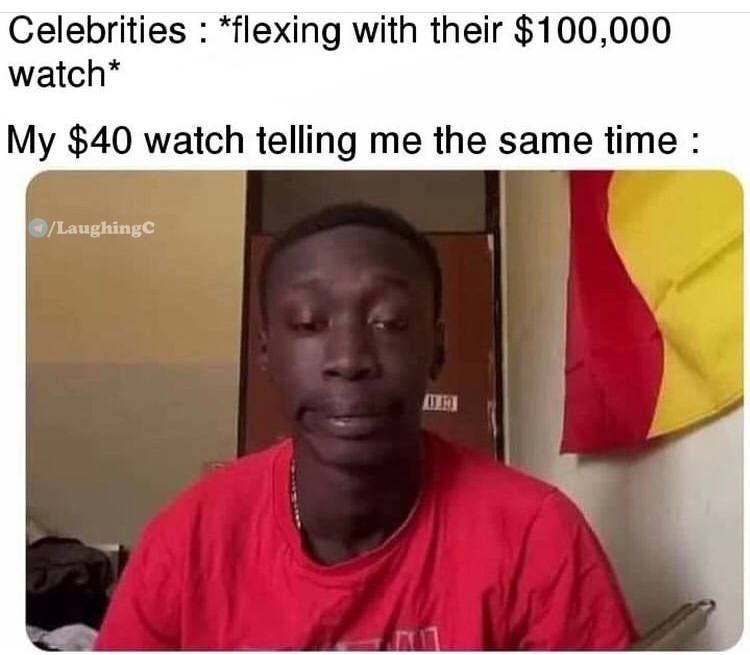 Celebrities : *flexing with their $100,000
watch*
My $40 watch telling me the same time :
/LaughingC